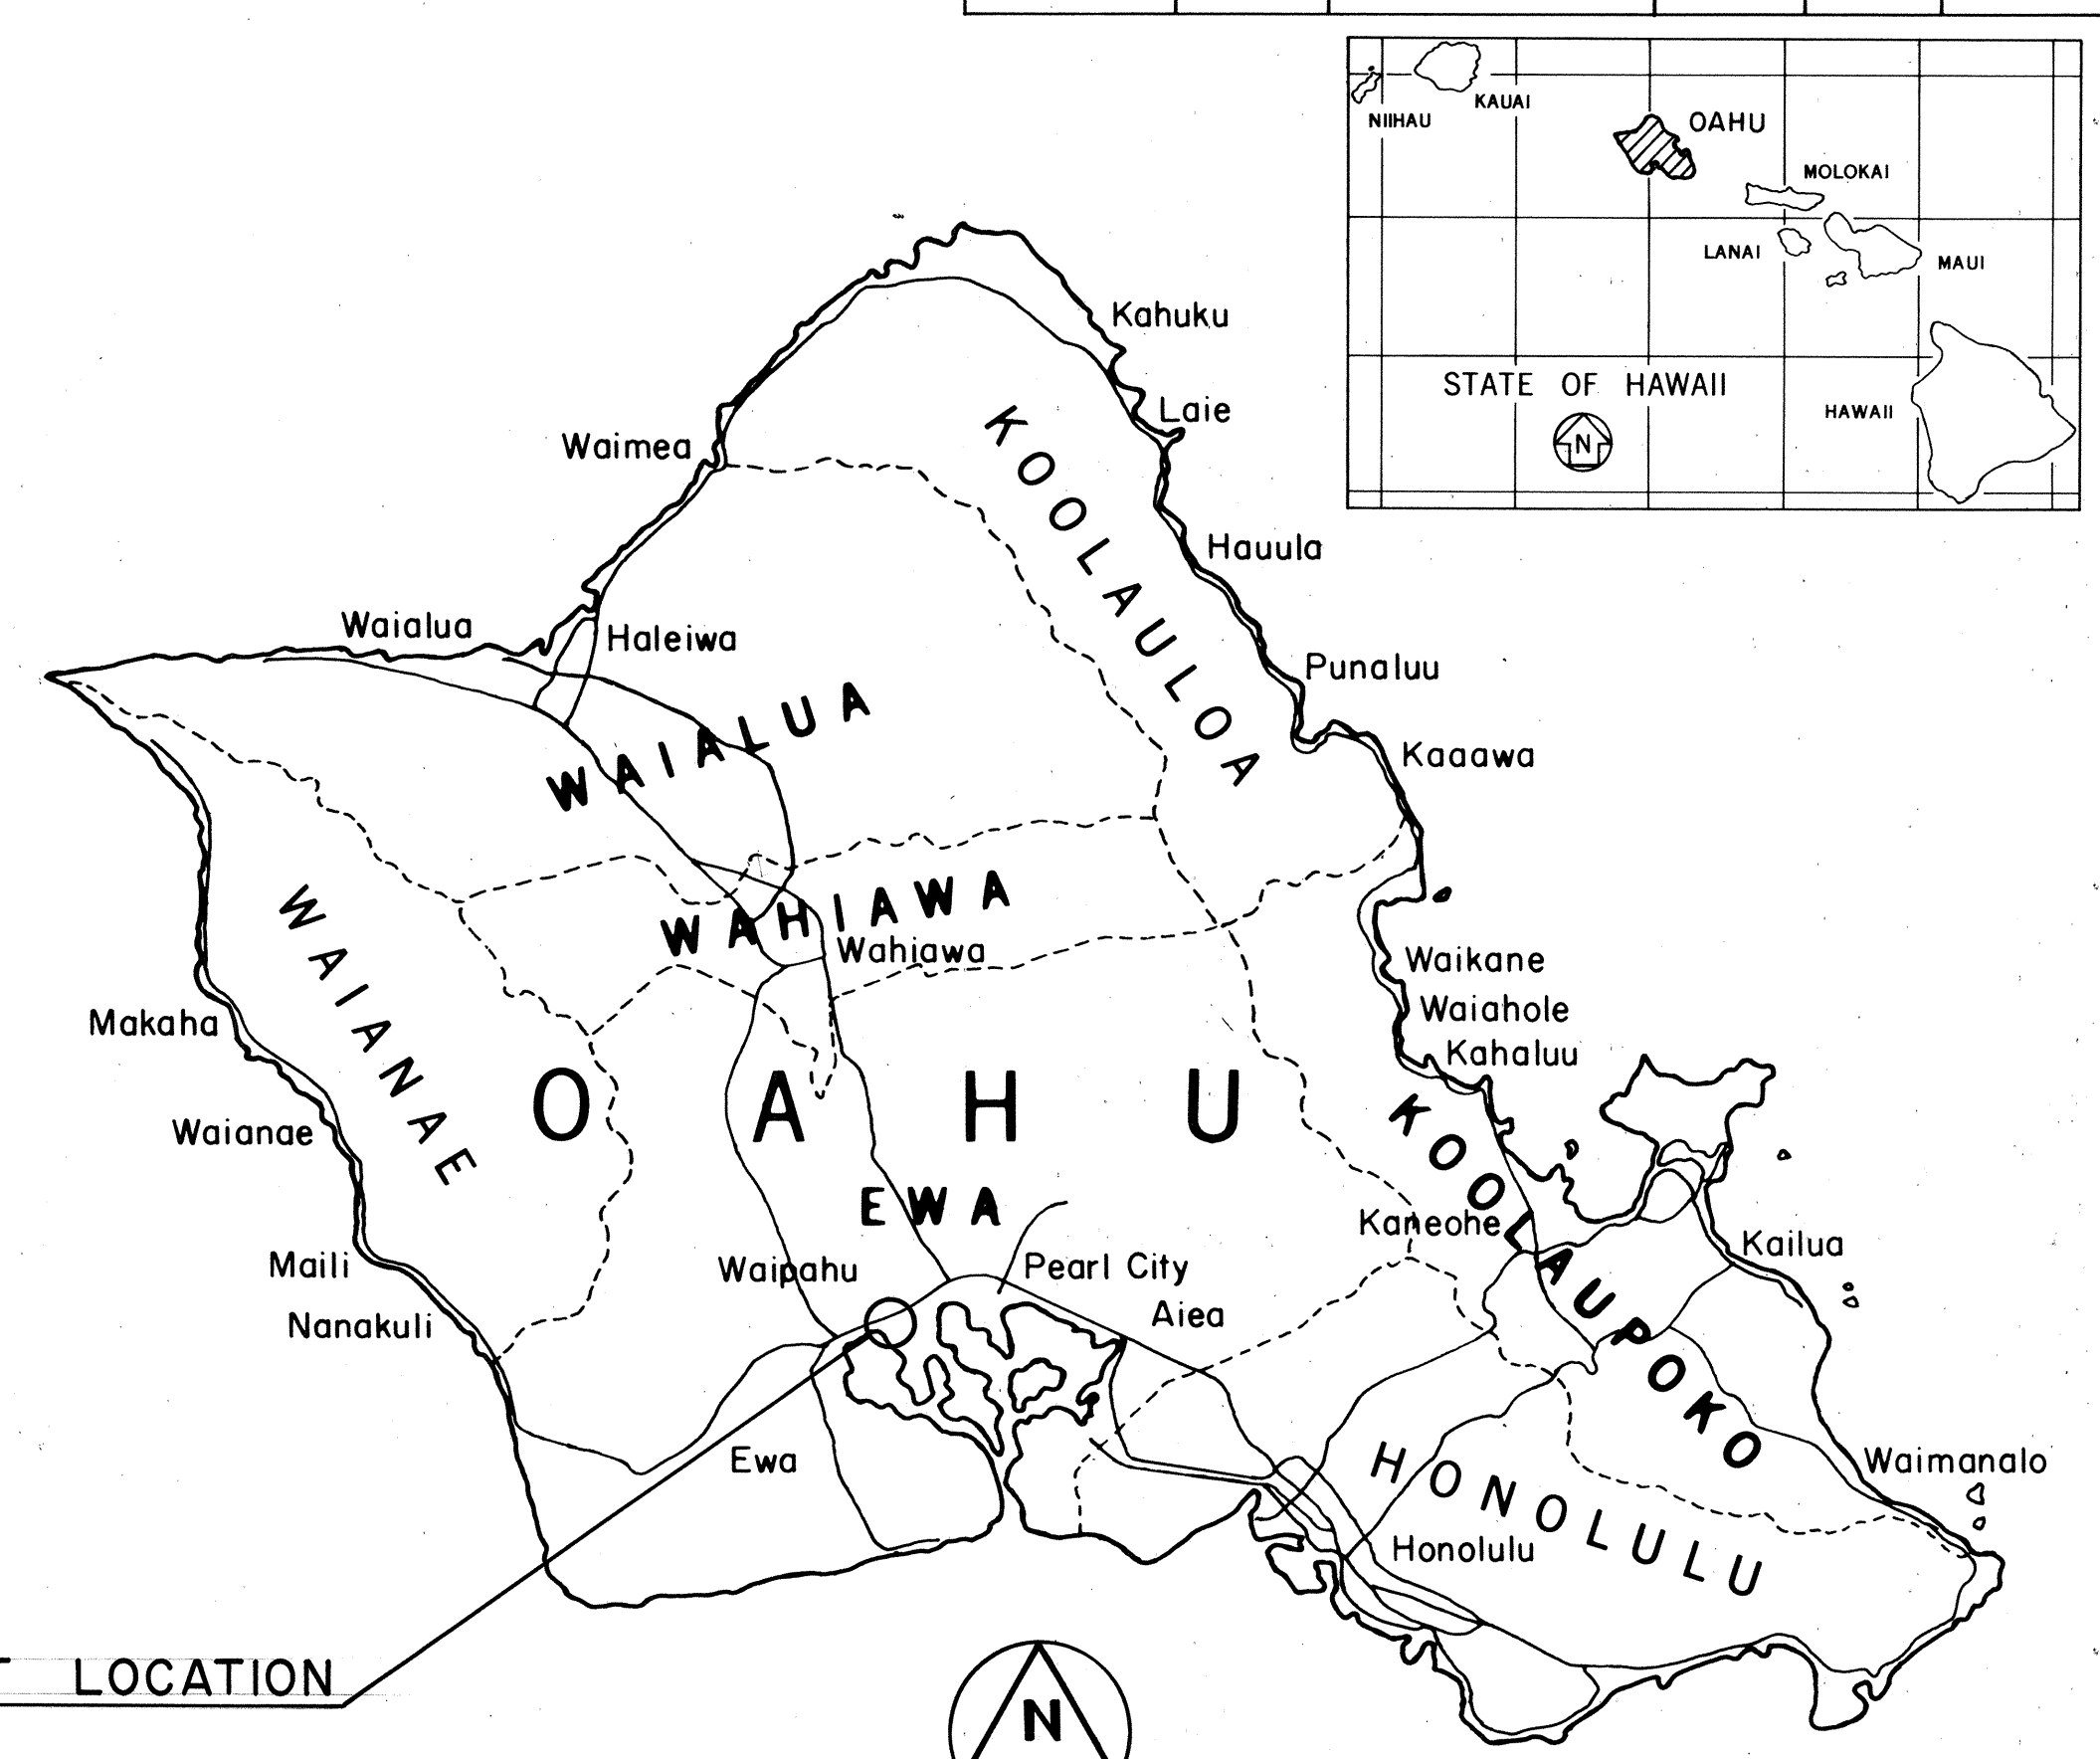 KAUAI
NIIHAU
OAHU
MOLOKAI
LANAI
MAUI
STATE OF HAWAII
HAWAII
N
Kahuku
Laie
Waimea
KOOLAULOA
Hauula
Waialua
Haleiwa
Punaluu
WAIALUA
Kaaawa
WAHIAWA
WAIANAE
Wahiawa
Waikane
Waiahole
Makaha
Kahaluu
OAHU
Waianae
KOOLAUPOKO
EWA
Kaneohe
Kailua
Maili
Waipahu
Pearl City
Aiea
Nanakuli
Ewa
HONOLULU
Waimanalo
Honolulu
LOCATION
N